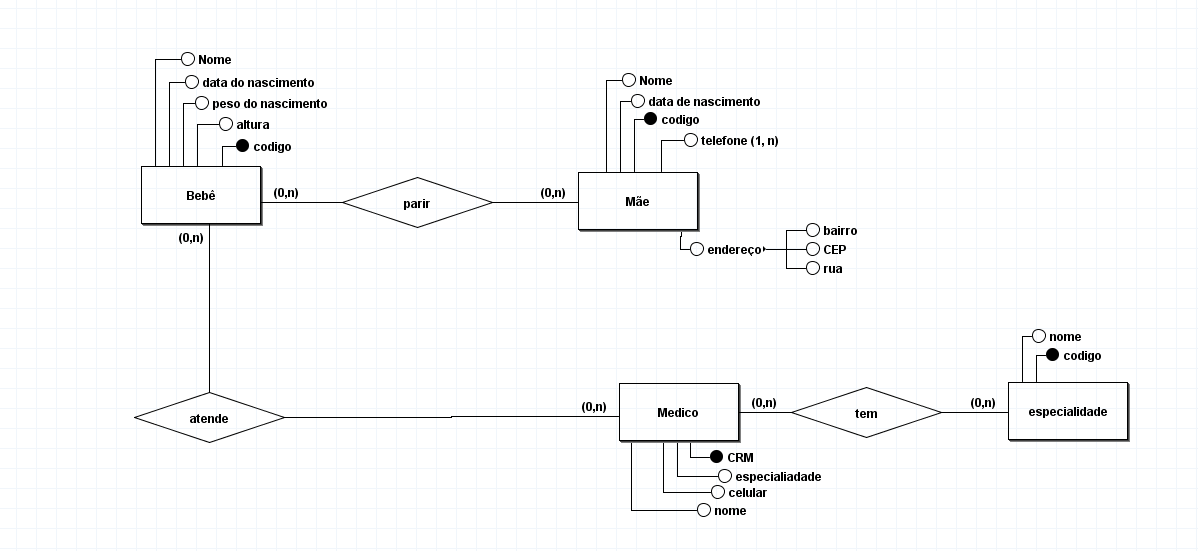 Nome
data do nascimento
peso do nascimento
altura
codigo
Bebê
(0,n)
parir
(0,n)
Nome
data de nascimento
codigo
telefone (1, n)
Mãe
endereço
bairro
CEP
rua
(0,n)
atende
(0,n)
Medico
(0,n)
tem
(0,n)
nome
codigo
especialidade
CRM
especialiadade
celular
nome